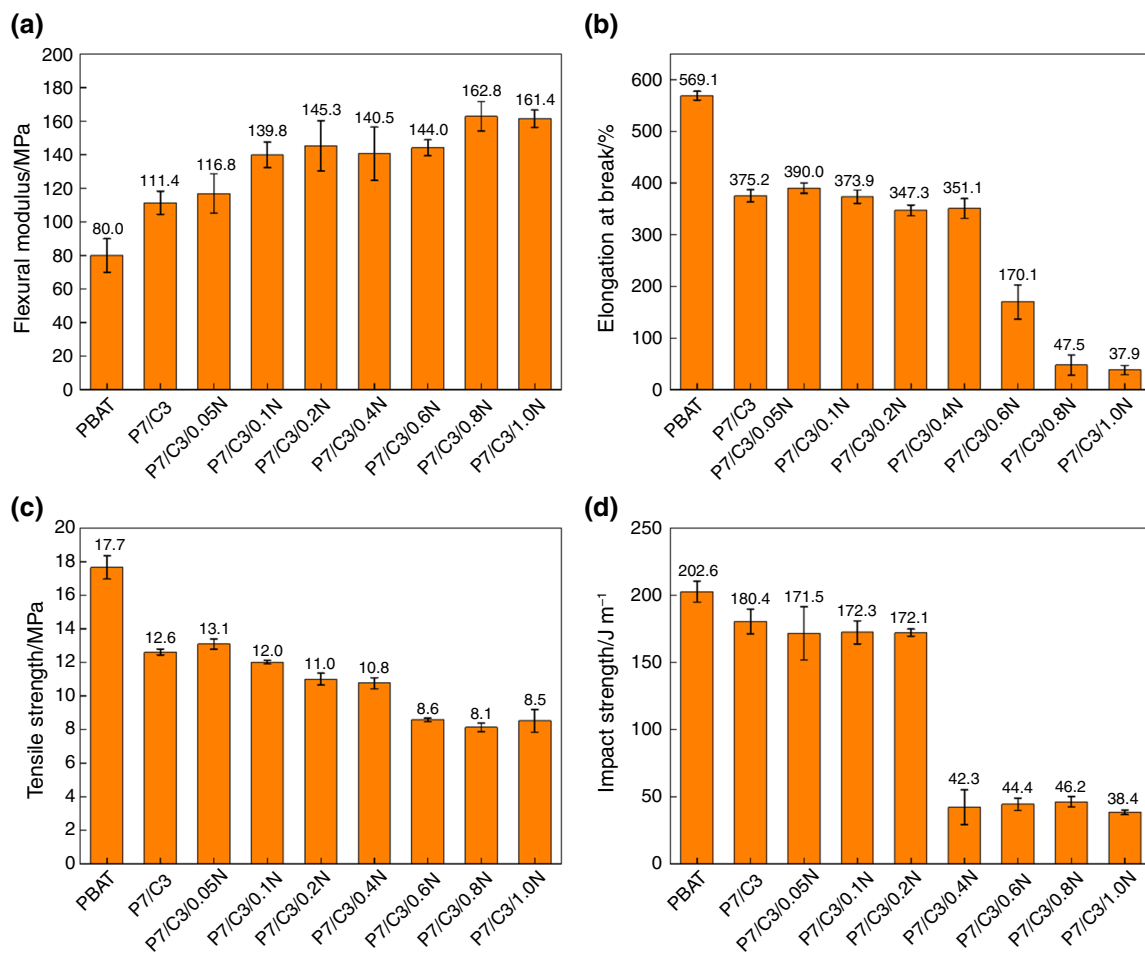 (a)
200
180
160
140
120
100
80
60
40
20
0
Flexural modulus/MPa
80.0
111.4
116.8
139.8
145.3
140.5
144.0
162.8
161.4
PBAT
P7/C3
P7/C3/0.05N
P7/C3/0.1N
P7/C3/0.2N
P7/C3/0.4N
P7/C3/0.6N
P7/C3/0.8N
P7/C3/1.0N
(b)
600
500
400
300
200
100
0
Elongation at break/%
569.1
375.2
390.0
373.9
347.3
351.1
170.1
47.5
37.9
PBAT
P7/C3
P7/C3/0.05N
P7/C3/0.1N
P7/C3/0.2N
P7/C3/0.4N
P7/C3/0.6N
P7/C3/0.8N
P7/C3/1.0N
(c)
20
18
16
14
12
10
8
6
4
2
0
Tensile strength/MPa
17.7
12.6
13.1
12.0
11.0
10.8
8.6
8.1
8.5
PBAT
P7/C3
P7/C3/0.05N
P7/C3/0.1N
P7/C3/0.2N
P7/C3/0.4N
P7/C3/0.6N
P7/C3/0.8N
P7/C3/1.0N
(d)
250
200
150
100
50
0
Impact strength/J m⁻¹
202.6
180.4
171.5
172.3
172.1
42.3
44.4
46.2
38.4
PBAT
P7/C3
P7/C3/0.05N
P7/C3/0.1N
P7/C3/0.2N
P7/C3/0.4N
P7/C3/0.6N
P7/C3/0.8N
P7/C3/1.0N